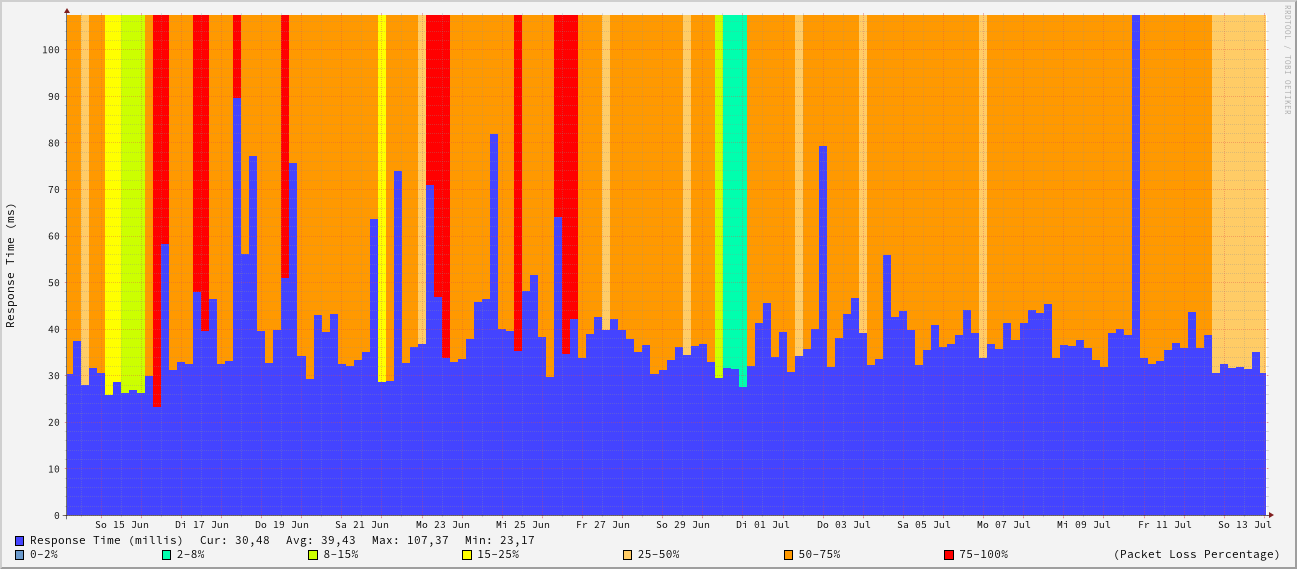 RRDTOOL / TOBI OETIKER
Response Time (ms)
100
90
80
70
60
50
40
30
20
10
0
So 15 Jun Di 17 Jun Do 19 Jun Sa 21 Jun Mo 23 Jun Mi 25 Jun Fr 27 Jun So 29 Jun Di 01 Jul Do 03 Jul Sa 05 Jul Mo 07 Jul Mi 09 Jul Fr 11 Jul So 13 Jul
Response Time (millis) Cur: 30,48 Avg: 39,43 Max: 107,37 Min: 23,17
0-2% 2-8% 8-15% 15-25% 25-50% 50-75% 75-100% (Packet Loss Percentage)